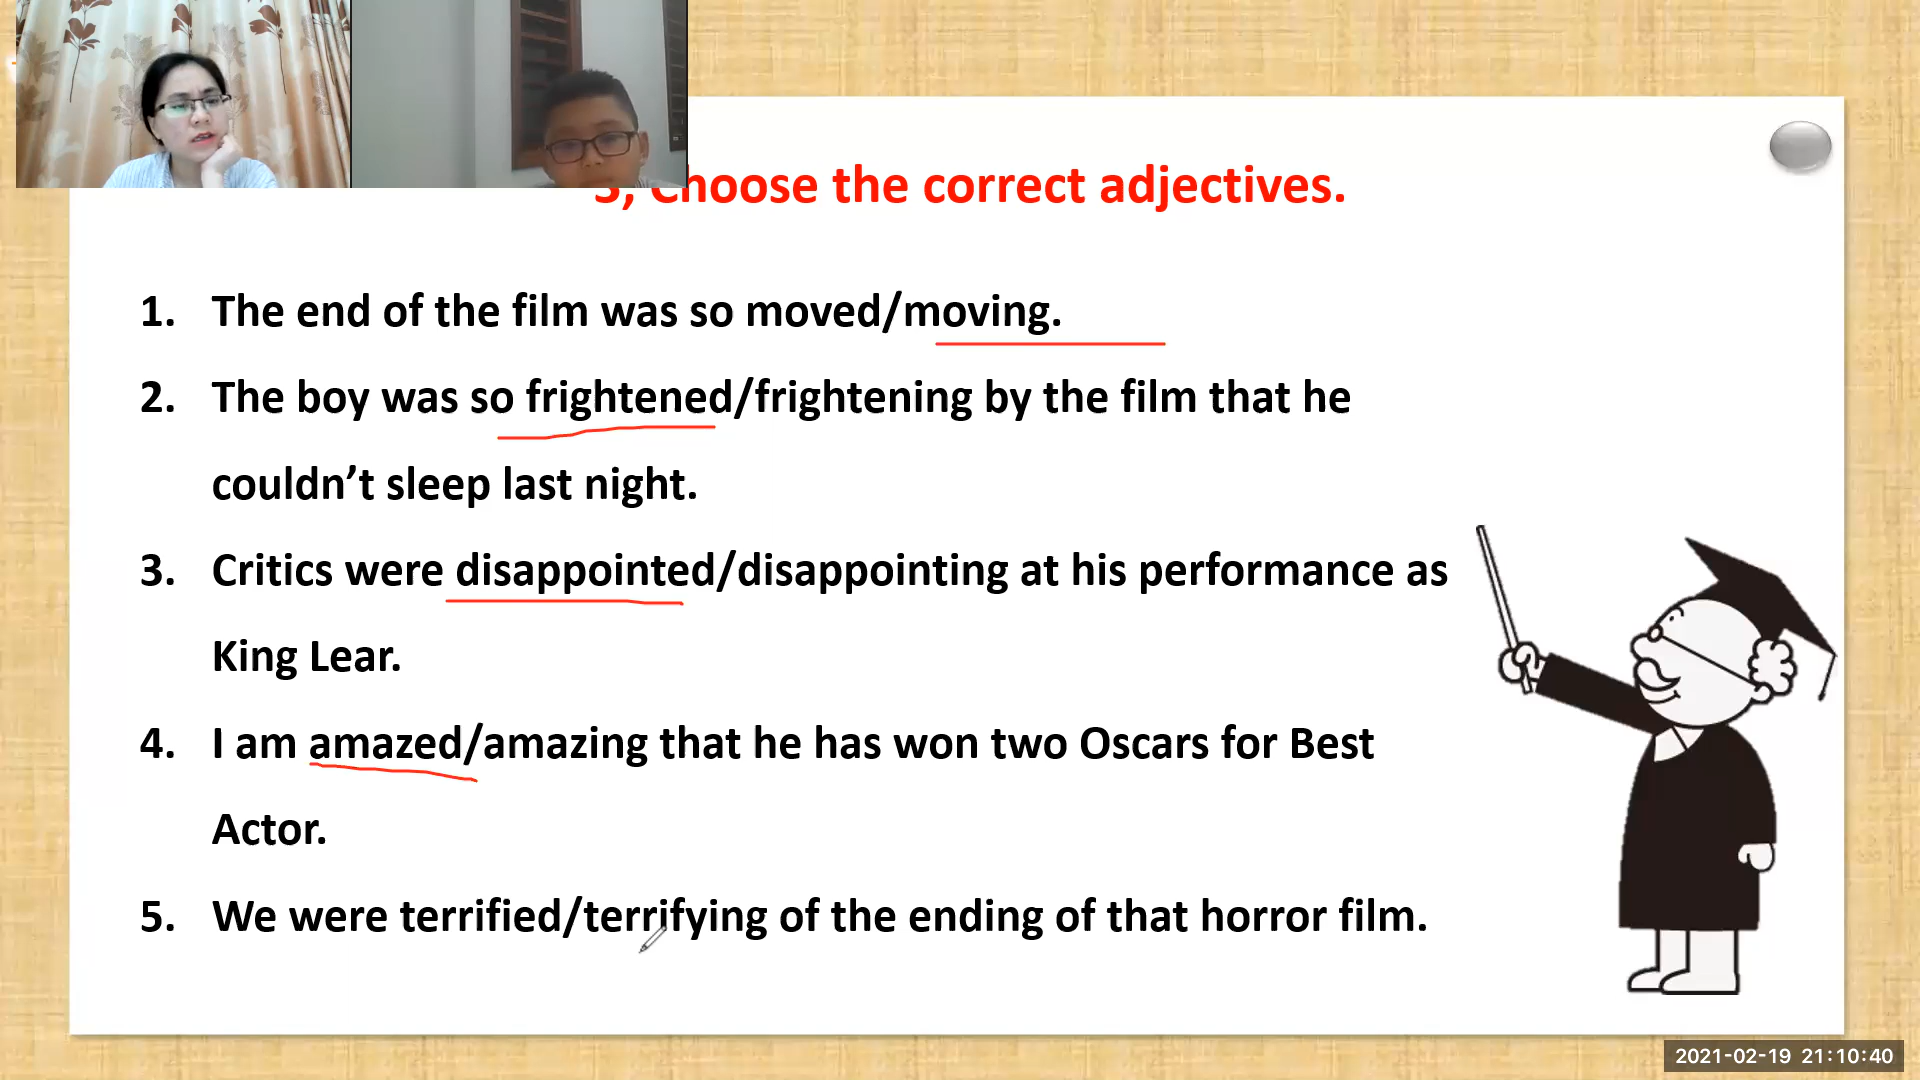 3, Choose the correct adjectives.
1. The end of the film was so moved/moving.
2. The boy was so frightened/frightening by the film that he
couldn’t sleep last night.
3. Critics were disappointed/disappointing at his performance as
King Lear.
4. I am amazed/amazing that he has won two Oscars for Best
Actor.
5. We were terrified/terrifying of the ending of that horror film.
2021-02-19 21:10:40